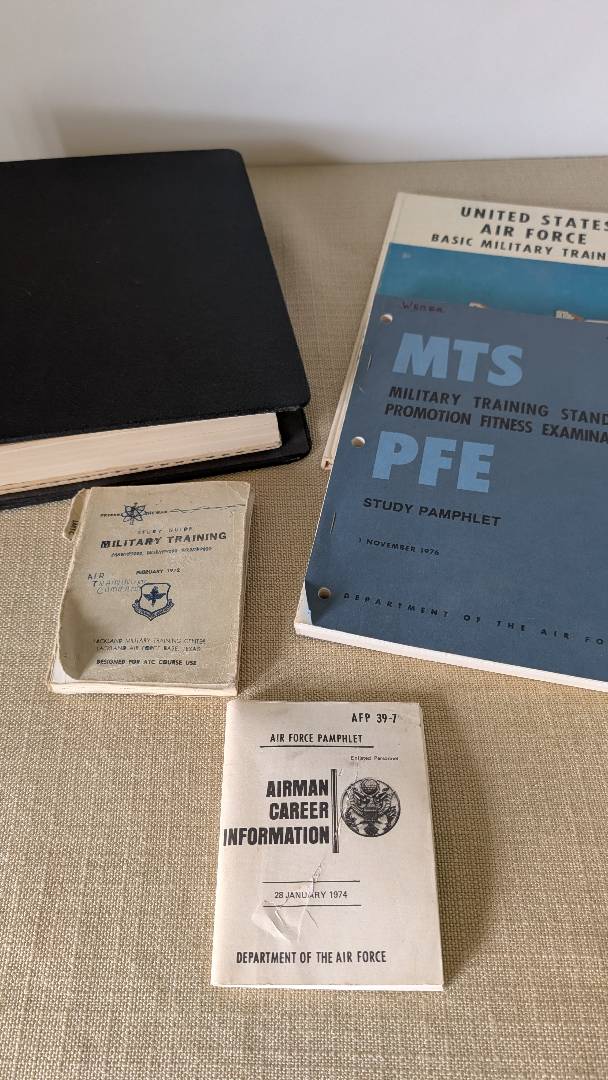 UNITED STATES
AIR FORCE
BASIC MILITARY TRAIN
MTS
MILITARY TRAINING STAND
PROMOTION FITNESS EXAMINA
PFE
STUDY PAMPHLET
1 NOVEMBER 1976
DEPARTMENT OF THE AIR FO
STUDY GUIDE
MILITARY TRAINING
FEBRUARY 1972
AIR
TRAINING
COMMAND
LACKLAND MILITARY TRAINING CENTER
LACKLAND AIR FORCE BASE, TEXAS
DESIGNED FOR ATC COURSE USE
AFP 39-7
AIR FORCE PAMPHLET
Enlisted Personnel
AIRMAN
CAREER
INFORMATION
28 JANUARY 1974
DEPARTMENT OF THE AIR FORCE